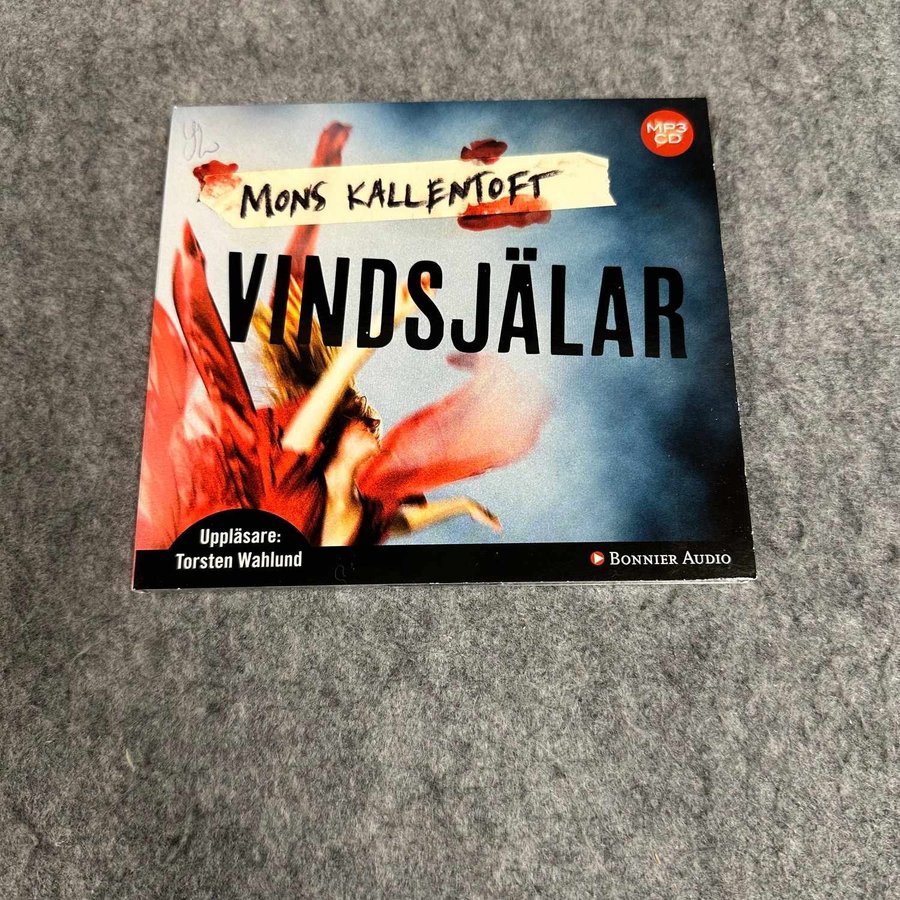 MP3
CD
MONS KALLENTOFT
VINDSJÄLAR
Uppläsare:
Torsten Wahlund
BONNIER AUDIO